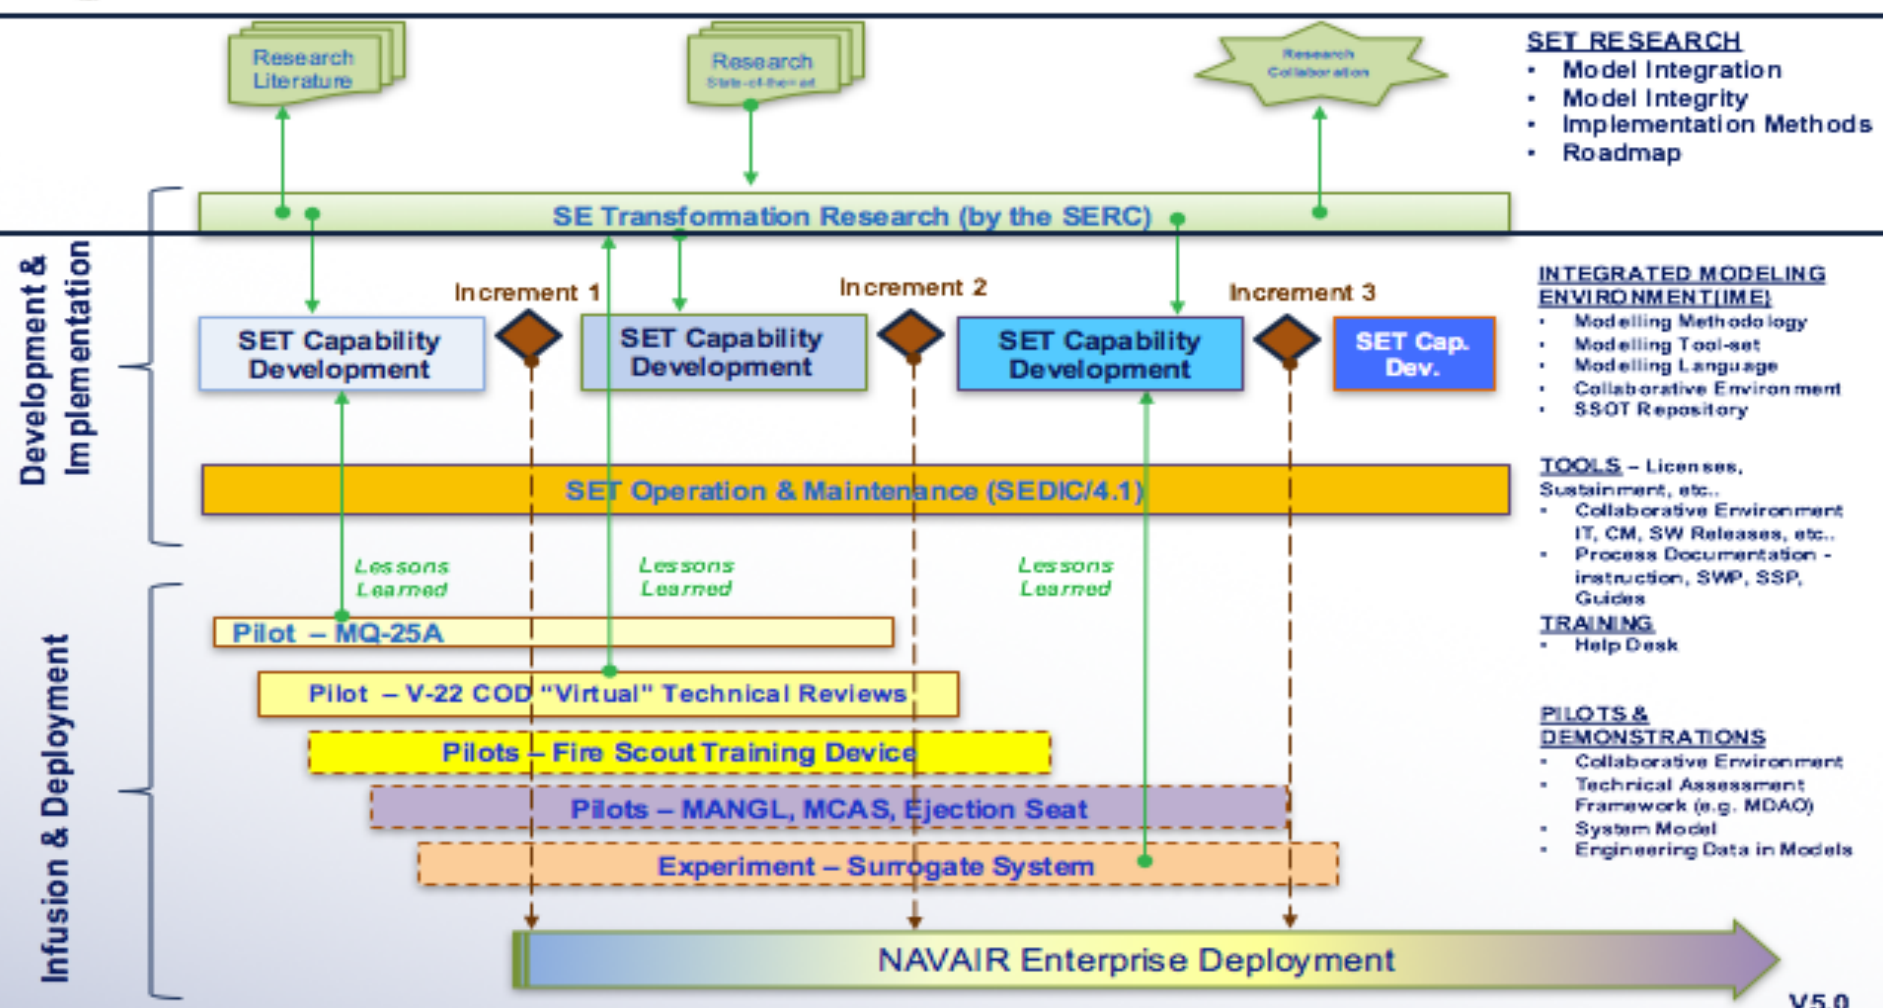 Research
Literature
Research
State-of-the-art
Research
Collaboration
SET RESEARCH
• Model Integration
• Model Integrity
• Implementation Methods
• Roadmap
SE Transformation Research (by the SERC)
Development &
Implementation
Increment 1
Increment 2
Increment 3
SET Capability
Development
SET Capability
Development
SET Capability
Development
SET Cap.
Dev.
INTEGRATED MODELING
ENVIRONMENT(IME)
• Modelling Methodology
• Modelling Tool-set
• Modelling Language
• Collaborative Environment
• SSOT Repository
SET Operation & Maintenance (SEDIC/4.1)
TOOLS – Licenses,
Sustainment, etc..
• Collaborative Environment
IT, CM, SW Releases, etc..
• Process Documentation -
instruction, SWP, SSP,
Guides
TRAINING
• Help Desk
Lessons
Learned
Lessons
Learned
Lessons
Learned
Infusion & Deployment
Pilot – MQ-25A
Pilot – V-22 COD “Virtual” Technical Reviews
Pilots – Fire Scout Training Device
Pilots – MANGL, MCAS, Ejection Seat
Experiment – Surrogate System
PILOTS &
DEMONSTRATIONS
• Collaborative Environment
• Technical Assessment
Framework (e.g. MDAO)
• System Model
• Engineering Data in Models
NAVAIR Enterprise Deployment
V5.0